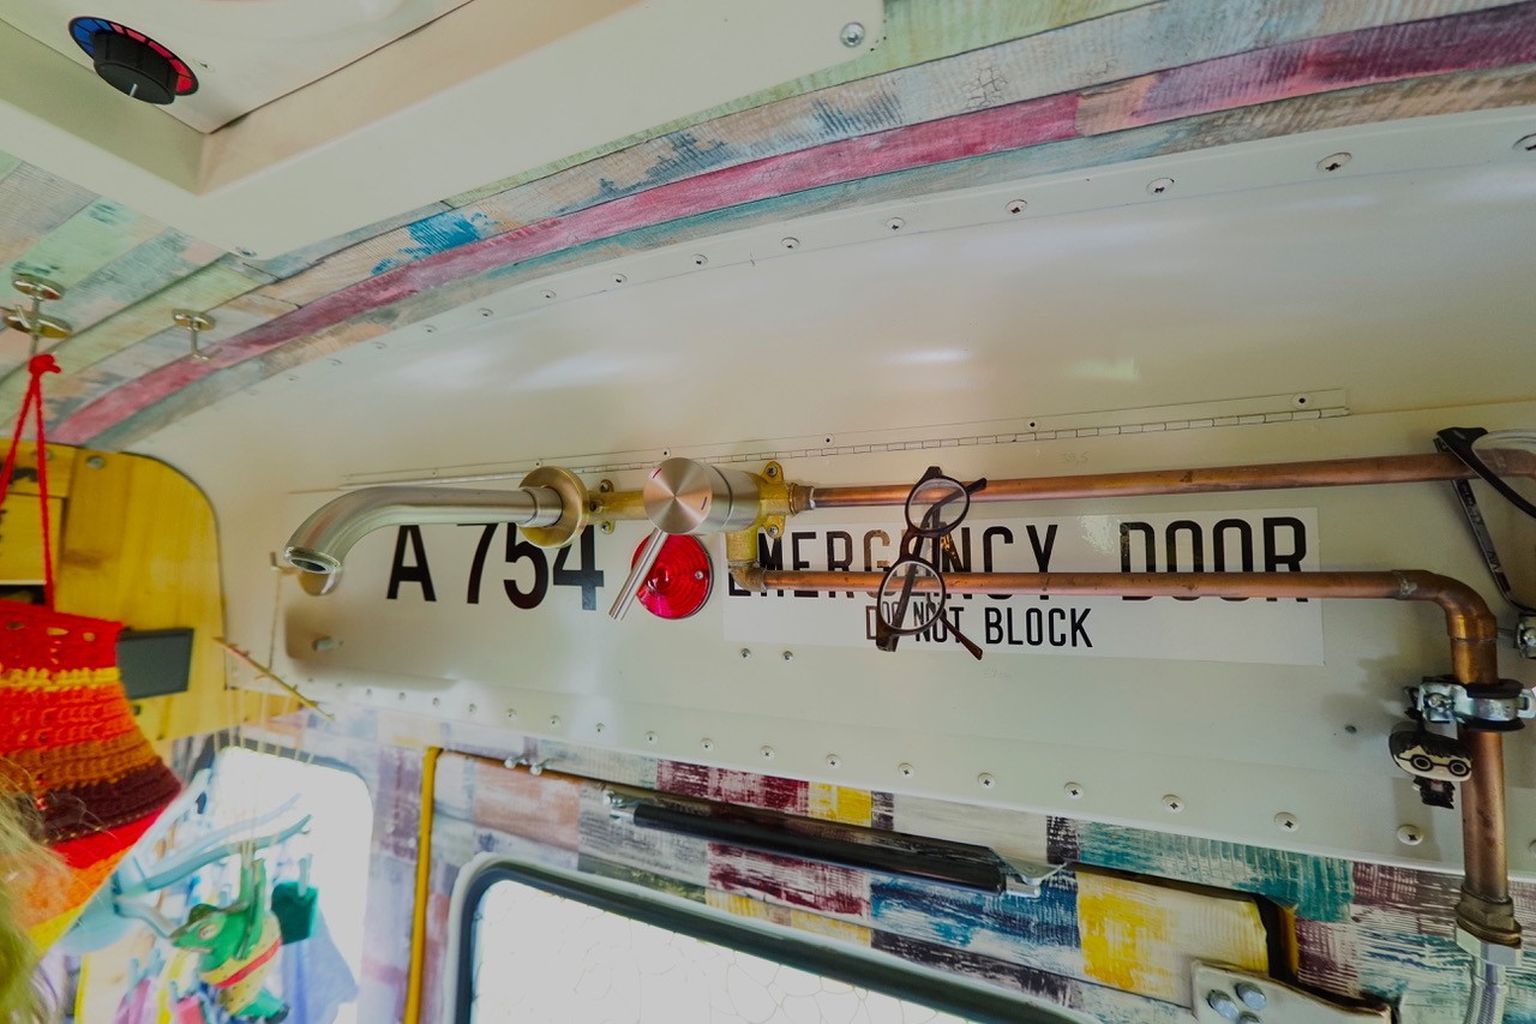 A 754
EMERGENCY DOOR
DO NOT BLOCK